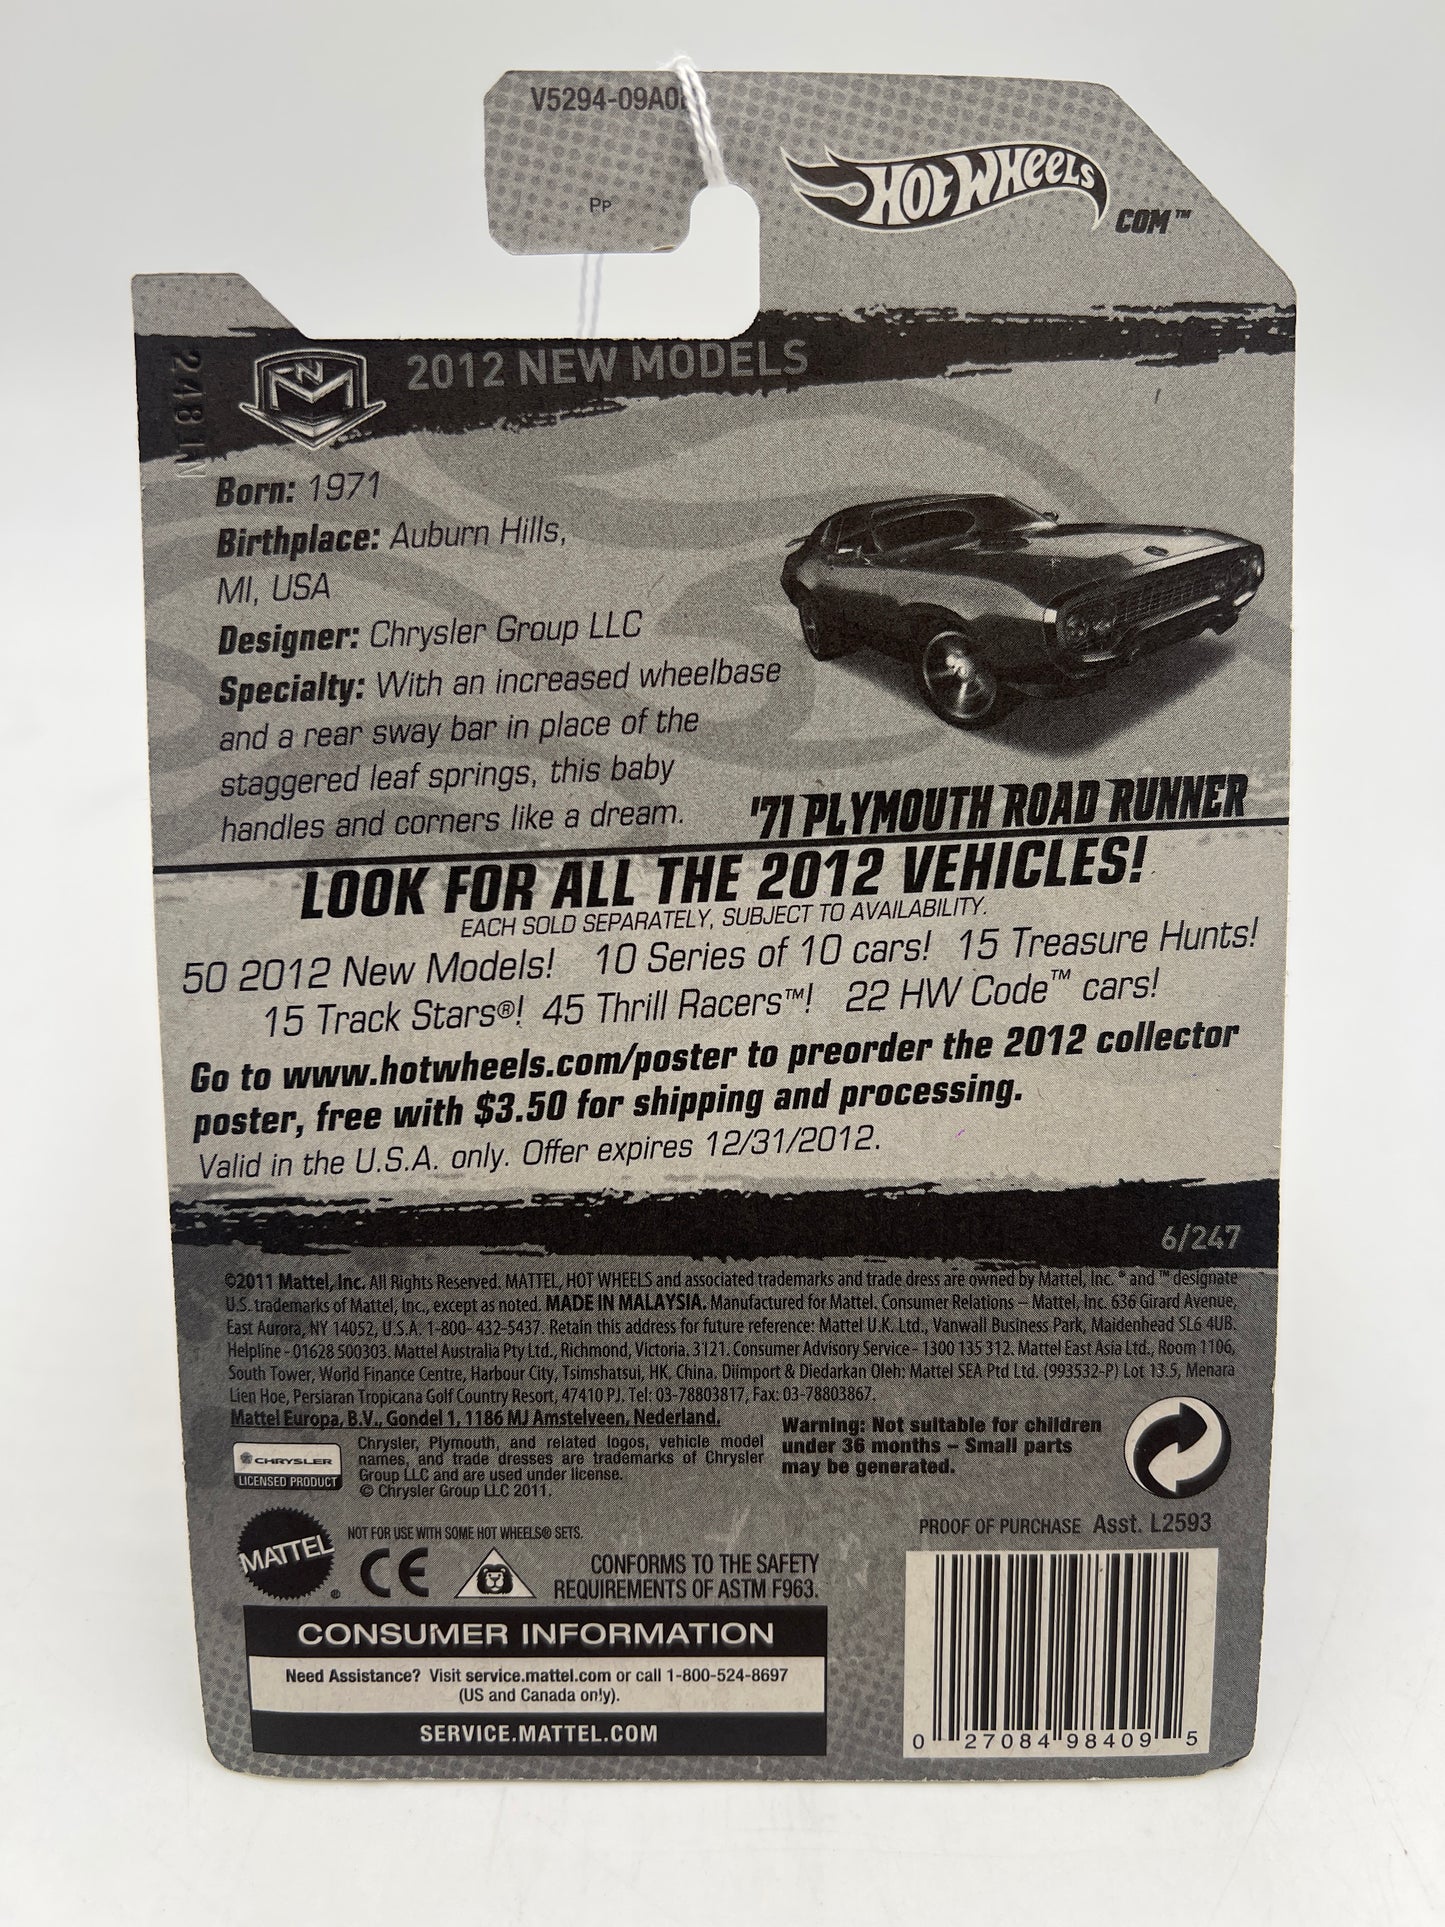 V5294-09A0
Pp
HOT WHEELS
COM™
2481N
NM
2012 NEW MODELS
Born: 1971
Birthplace: Auburn Hills,
MI, USA
Designer: Chrysler Group LLC
Specialty: With an increased wheelbase
and a rear sway bar in place of the
staggered leaf springs, this baby
handles and corners like a dream.
'71 PLYMOUTH ROAD RUNNER
LOOK FOR ALL THE 2012 VEHICLES!
EACH SOLD SEPARATELY, SUBJECT TO AVAILABILITY.
50 2012 New Models! 10 Series of 10 cars! 15 Treasure Hunts!
15 Track Stars®! 45 Thrill Racers™! 22 HW Code™ cars!
Go to www.hotwheels.com/poster to preorder the 2012 collector
poster, free with $3.50 for shipping and processing.
Valid in the U.S.A. only. Offer expires 12/31/2012.
6/247
©2011 Mattel, Inc. All Rights Reserved. MATTEL, HOT WHEELS and associated trademarks and trade dress are owned by Mattel, Inc. ® and ™ designate
U.S. trademarks of Mattel, Inc., except as noted. MADE IN MALAYSIA. Manufactured for Mattel. Consumer Relations – Mattel, Inc. 636 Girard Avenue,
East Aurora, NY 14052, U.S.A. 1-800-432-5437. Retain this address for future reference: Mattel U.K. Ltd., Vanwall Business Park, Maidenhead SL6 4UB.
Helpline - 01628 500303. Mattel Australia Pty Ltd., Richmond, Victoria. 3121. Consumer Advisory Service - 1300 135 312. Mattel East Asia Ltd., Room 1106,
South Tower, World Finance Centre, Harbour City, Tsimshatsui, HK, China. Diimport & Diedarkan Oleh: Mattel SEA Ptd Ltd. (993532-P) Lot 13.5, Menara
Lien Hoe, Persiaran Tropicana Golf Country Resort, 47410 PJ. Tel: 03-78803817, Fax: 03-78803867.
Mattel Europa, B.V., Gondel 1, 1186 MJ Amstelveen, Nederland.
CHRYSLER
LICENSED PRODUCT
Chrysler, Plymouth, and related logos, vehicle model
names, and trade dresses are trademarks of Chrysler
Group LLC and are used under license.
© Chrysler Group LLC 2011.
Warning: Not suitable for children
under 36 months – Small parts
may be generated.
MATTEL®
NOT FOR USE WITH SOME HOT WHEELS® SETS.
CE
CONFORMS TO THE SAFETY
REQUIREMENTS OF ASTM F963.
PROOF OF PURCHASE Asst. L2593
CONSUMER INFORMATION
Need Assistance? Visit service.mattel.com or call 1-800-524-8697
(US and Canada only).
SERVICE.MATTEL.COM
0 27084 98409 5